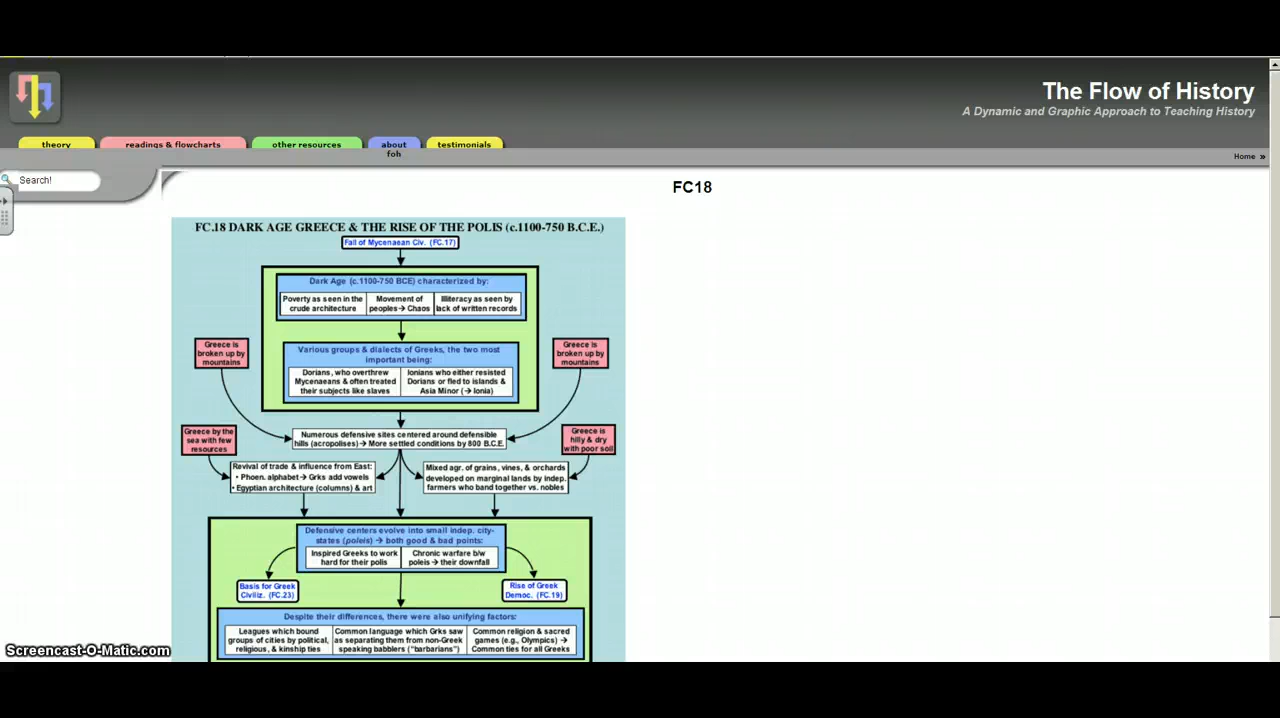 The Flow of History
A Dynamic and Graphic Approach to Teaching History
theory
readings & flowcharts
other resources
about
foh
testimonials
Home »
Search!
FC18
FC.18 DARK AGE GREECE & THE RISE OF THE POLIS (c.1100-750 B.C.E.)
Fall of Mycenaean Civ. (FC.17)
Dark Age (c.1100-750 BCE) characterized by:
Poverty as seen in the
crude architecture
Movement of
peoples→ Chaos
Illiteracy as seen by
lack of written records
Greece is
broken up by
mountains
Various groups & dialects of Greeks, the two most
important being:
Dorians, who overthrew
Mycenaeans & often treated
their subjects like slaves
Ionians who either resisted
Dorians or fled to islands &
Asia Minor (→ Ionia)
Greece is
broken up by
mountains
Greece by the
sea with few
resources
Numerous defensive sites centered around defensible
hills (acropolises)→ More settled conditions by 800 B.C.E.
Greece is
hilly & dry
with poor soil
Revival of trade & influence from East:
• Phoen. alphabet→ Grks add vowels
• Egyptian architecture (columns) & art
Mixed agr. of grains, vines, & orchards
developed on marginal lands by indep.
farmers who band together vs. nobles
Defensive centers evolve into small indep. city-
states (poleis) → both good & bad points:
Inspired Greeks to work
hard for their polis
Chronic warfare b/w
poleis → their downfall
Basis for Greek
Civiliz. (FC.23)
Rise of Greek
Democ. (FC.19)
Despite their differences, there were also unifying factors:
Leagues which bound
groups of cities by political,
religious, & kinship ties
Common language which Grks saw
as separating them from non-Greek
speaking babblers ("barbarians")
Common religion & sacred
games (e.g., Olympics) →
Common ties for all Greeks
Screencast-O-Matic.com